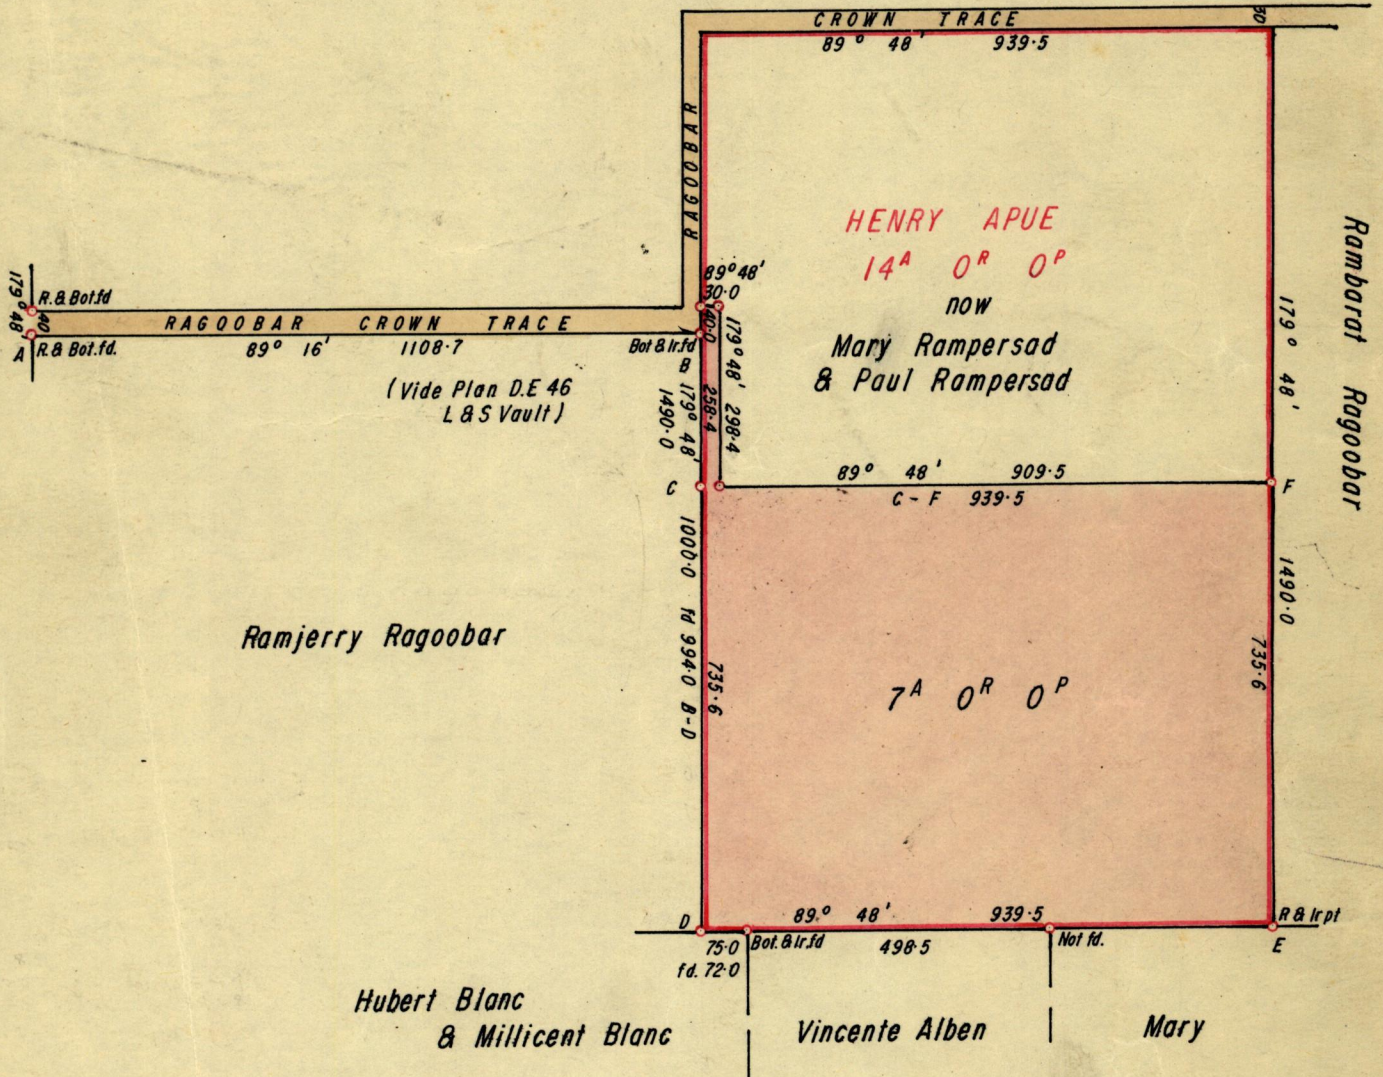 CROWN TRACE
30
89° 48' 939·5
RAGOOBAR
HENRY APUE
14ᴬ 0ᴿ 0ᴾ
now
Mary Rampersad
& Paul Rampersad
Rambarat Ragoobar
179° 48'
1490·0
179° 48'
R.& Bot.fd
40
A
R.& Bot.fd.
RAGOOBAR CROWN TRACE
89° 16' 1108·7
Bot & Ir.fd
(Vide Plan D.E 46
L & S Vault)
89° 48'
30·0
40·0
B
179° 48'
1490·0
258·4
179° 48' 298·4
89° 48' 909·5
C
C - F 939·5
F
1000·0 fd 994·0 B-D
735·6
735·6
Ramjerry Ragoobar
7ᴬ 0ᴿ 0ᴾ
D
89° 48' 939·5
R & Ir pt
E
75·0
fd. 72·0
Bot. & Ir.fd
498·5
Not fd.
Hubert Blanc
& Millicent Blanc
Vincente Alben
Mary